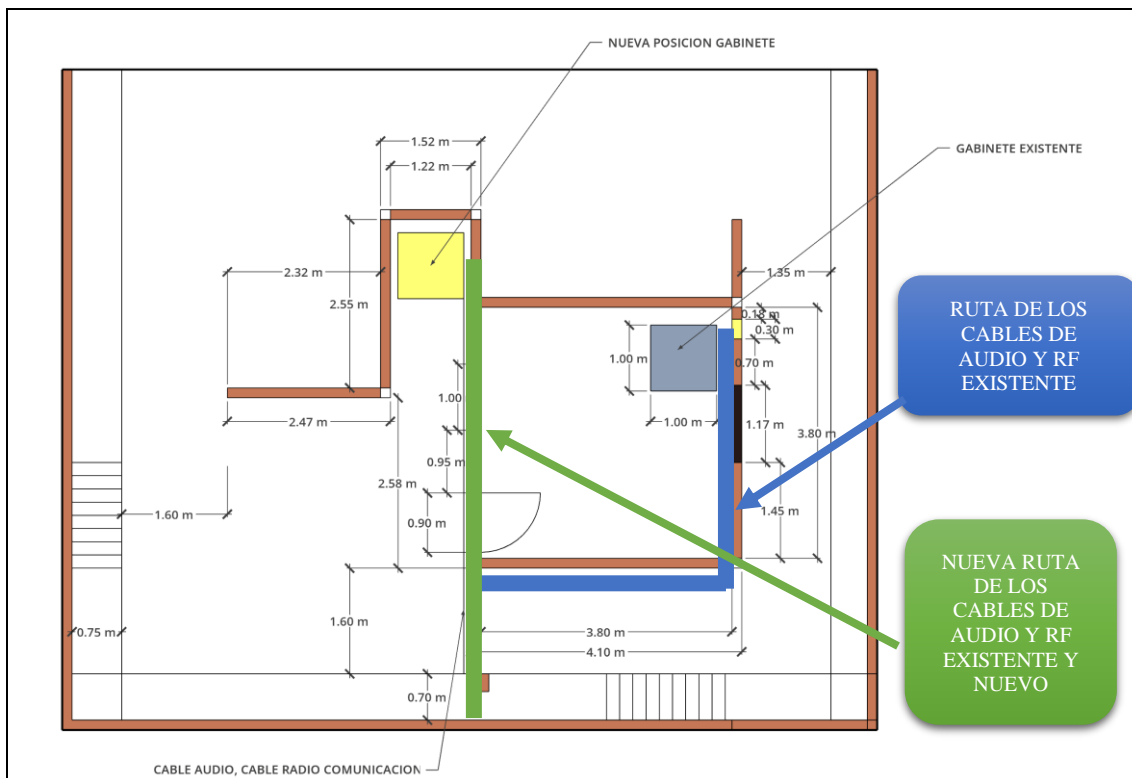 NUEVA POSICION GABINETE
1.52 m
1.22 m
GABINETE EXISTENTE
2.32 m
2.55 m
1.35 m
0.18 m
0.30 m
1.00 m
0.70 m
1.00
1.00 m
1.17 m
3.80 m
2.47 m
0.95 m
2.58 m
0.90 m
1.45 m
1.60 m
1.60 m
0.75 m
3.80 m
4.10 m
0.70 m
CABLE AUDIO, CABLE RADIO COMUNICACION
RUTA DE LOS
CABLES DE
AUDIO Y RF
EXISTENTE
NUEVA RUTA
DE LOS
CABLES DE
AUDIO Y RF
EXISTENTE Y
NUEVO